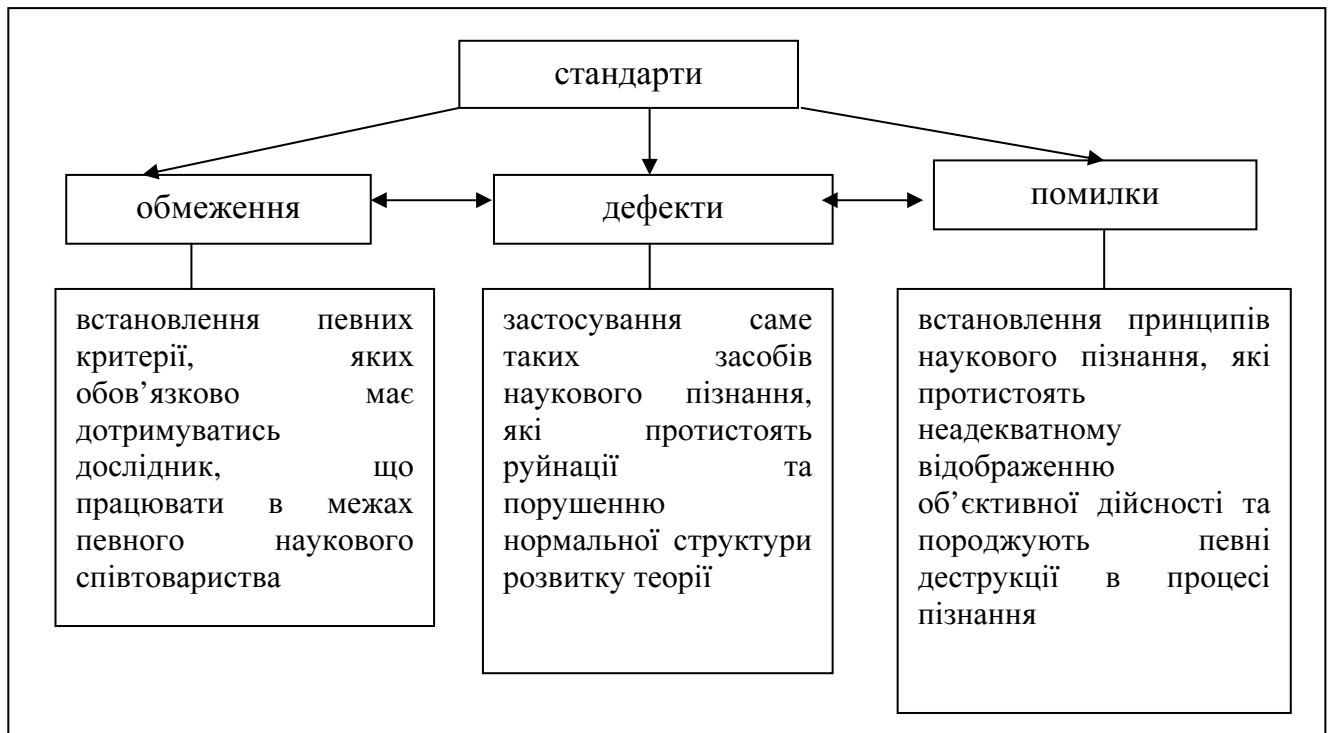 стандарти
обмеження
дефекти
помилки
встановлення певних
критерії, яких
обов’язково має
дотримуватись
дослідник, що
працювати в межах
певного наукового
співтовариства
застосування саме
таких засобів
наукового пізнання,
які протистоять
руйнації та
порушенню
нормальної структури
розвитку теорії
встановлення принципів
наукового пізнання, які
протистоять
неадекватному
відображенню
об’єктивної дійсності та
породжують певні
деструкції в процесі
пізнання